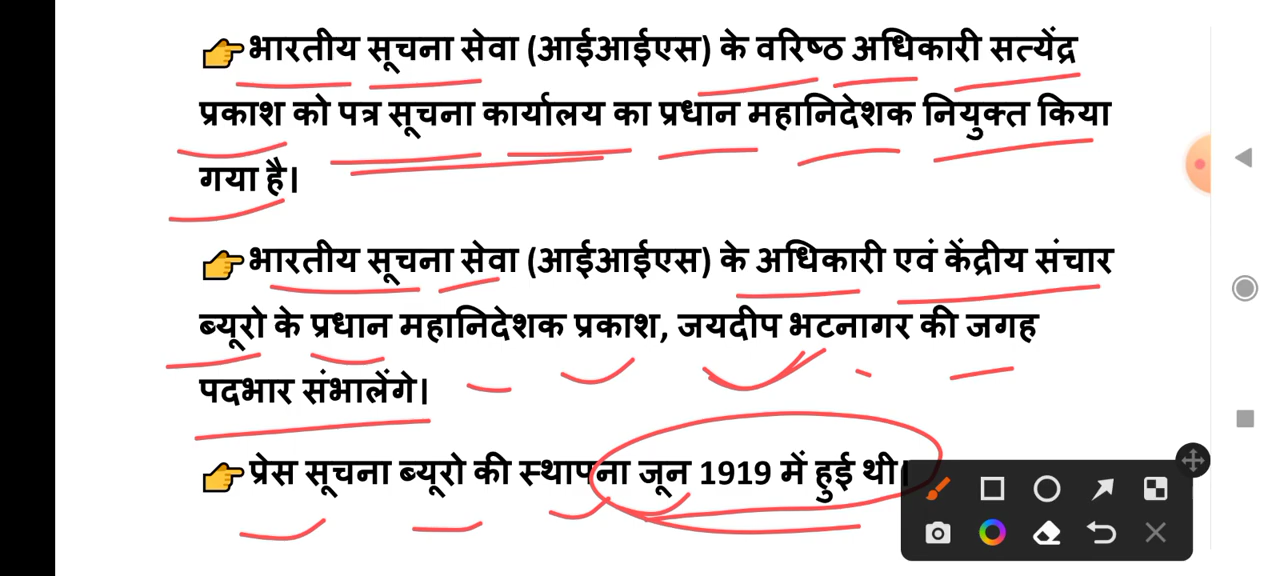 👉भारतीय सूचना सेवा (आईआईएस) के वरिष्ठ अधिकारी सत्येंद्र
प्रकाश को पत्र सूचना कार्यालय का प्रधान महानिदेशक नियुक्त किया
गया है।
👉भारतीय सूचना सेवा (आईआईएस) के अधिकारी एवं केंद्रीय संचार
ब्यूरो के प्रधान महानिदेशक प्रकाश, जयदीप भटनागर की जगह
पदभार संभालेंगे।
👉प्रेस सूचना ब्यूरो की स्थापना जून 1919 में हुई थी।